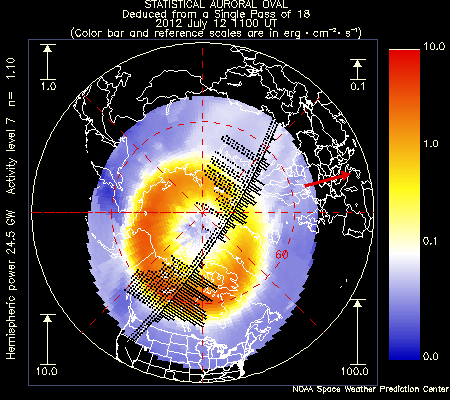 STATISTICAL AURORAL OVAL
Deduced from a Single Pass of 18
2012 July 12 1100 UT
(Color bar and reference scales are in erg·cm⁻²·s⁻¹)
Hemispheric power 24.5 GW Activity level 7 n= 1.10
1.0
0.1
10.0
100.0
60
10.0
1.0
0.1
0.0
NOAA Space Weather Prediction Center